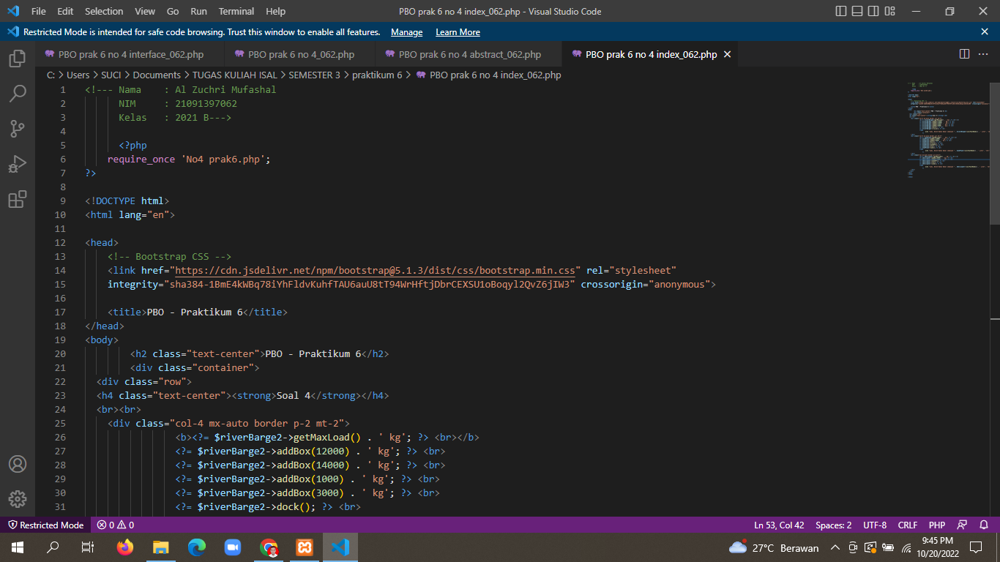 File Edit Selection View Go Run Terminal Help PBO prak 6 no 4 index_062.php - Visual Studio Code
Restricted Mode is intended for safe code browsing. Trust this window to enable all features. Manage Learn More
PBO prak 6 no 4 interface_062.php PBO prak 6 no 4_062.php PBO prak 6 no 4 abstract_062.php PBO prak 6 no 4 index_062.php
C: > Users > SUCI > Documents > TUGAS KULIAH ISAL > SEMESTER 3 > praktikum 6 > PBO prak 6 no 4 index_062.php
1 <!--- Nama : Al Zuchri Mufashal
2 NIM : 21091397062
3 Kelas : 2021 B--->
4
5 <?php
6 require_once 'No4 prak6.php';
7 ?>
8
9 <!DOCTYPE html>
10 <html lang="en">
11
12 <head>
13 <!-- Bootstrap CSS -->
14 <link href="https://cdn.jsdelivr.net/npm/bootstrap@5.1.3/dist/css/bootstrap.min.css" rel="stylesheet"
15 integrity="sha384-1BmE4kWBq78iYhFldvKuhfTAU6auU8tT94WrHftjDbrCEXSU1oBoqyl2QvZ6jIW3" crossorigin="anonymous">
16
17 <title>PBO - Praktikum 6</title>
18 </head>
19 <body>
20 <h2 class="text-center">PBO - Praktikum 6</h2>
21 <div class="container">
22 <div class="row">
23 <h4 class="text-center"><strong>Soal 4</strong></h4>
24 <br><br>
25 <div class="col-4 mx-auto border p-2 mt-2">
26 <b><?= $riverBarge2->getMaxLoad() . ' kg'; ?> <br></b>
27 <?= $riverBarge2->addBox(12000) . ' kg'; ?> <br>
28 <?= $riverBarge2->addBox(14000) . ' kg'; ?> <br>
29 <?= $riverBarge2->addBox(1000) . ' kg'; ?> <br>
30 <?= $riverBarge2->addBox(3000) . ' kg'; ?> <br>
31 <?= $riverBarge2->dock(); ?> <br>
Restricted Mode 0 0 Ln 53, Col 42 Spaces: 2 UTF-8 CRLF PHP
27°C Berawan 9:45 PM
10/20/2022